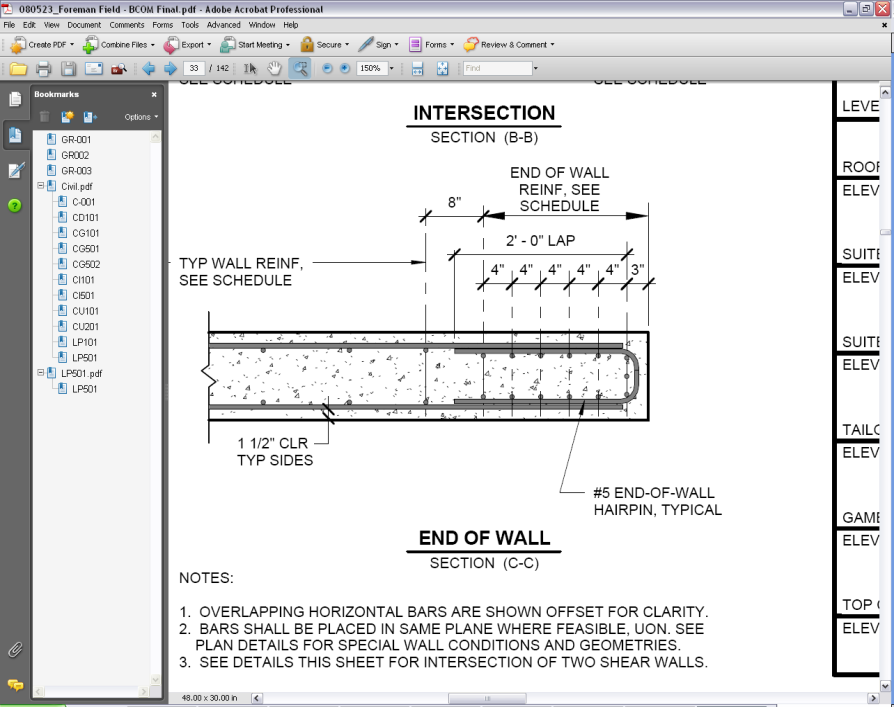 080523_Foreman Field - BCOM Final.pdf - Adobe Acrobat Professional
File Edit View Document Comments Forms Tools Advanced Window Help
Create PDF Combine Files Export Start Meeting Secure Sign Forms Review & Comment
33 / 142 150% Find
Bookmarks
Options
GR-001
GR002
GR-003
Civil.pdf
C-001
CD101
CG101
CG501
CG502
CI101
CI501
CU101
CU201
LP101
LP501
LP501.pdf
LP501
SEE SCHEDULE
SEE SCHEDULE
INTERSECTION
SECTION (B-B)
END OF WALL
REINF, SEE
SCHEDULE
8"
2' - 0" LAP
4" 4" 4" 4" 4" 3"
TYP WALL REINF,
SEE SCHEDULE
1 1/2" CLR
TYP SIDES
#5 END-OF-WALL
HAIRPIN, TYPICAL
END OF WALL
SECTION (C-C)
NOTES:
1. OVERLAPPING HORIZONTAL BARS ARE SHOWN OFFSET FOR CLARITY.
2. BARS SHALL BE PLACED IN SAME PLANE WHERE FEASIBLE, UON. SEE
PLAN DETAILS FOR SPECIAL WALL CONDITIONS AND GEOMETRIES.
3. SEE DETAILS THIS SHEET FOR INTERSECTION OF TWO SHEAR WALLS.
LEVE
ROOF
ELEV
SUITE
ELEV
SUITE
ELEV
TAILG
ELEV
GAME
ELEV
TOP
ELEV
48.00 x 30.00 in